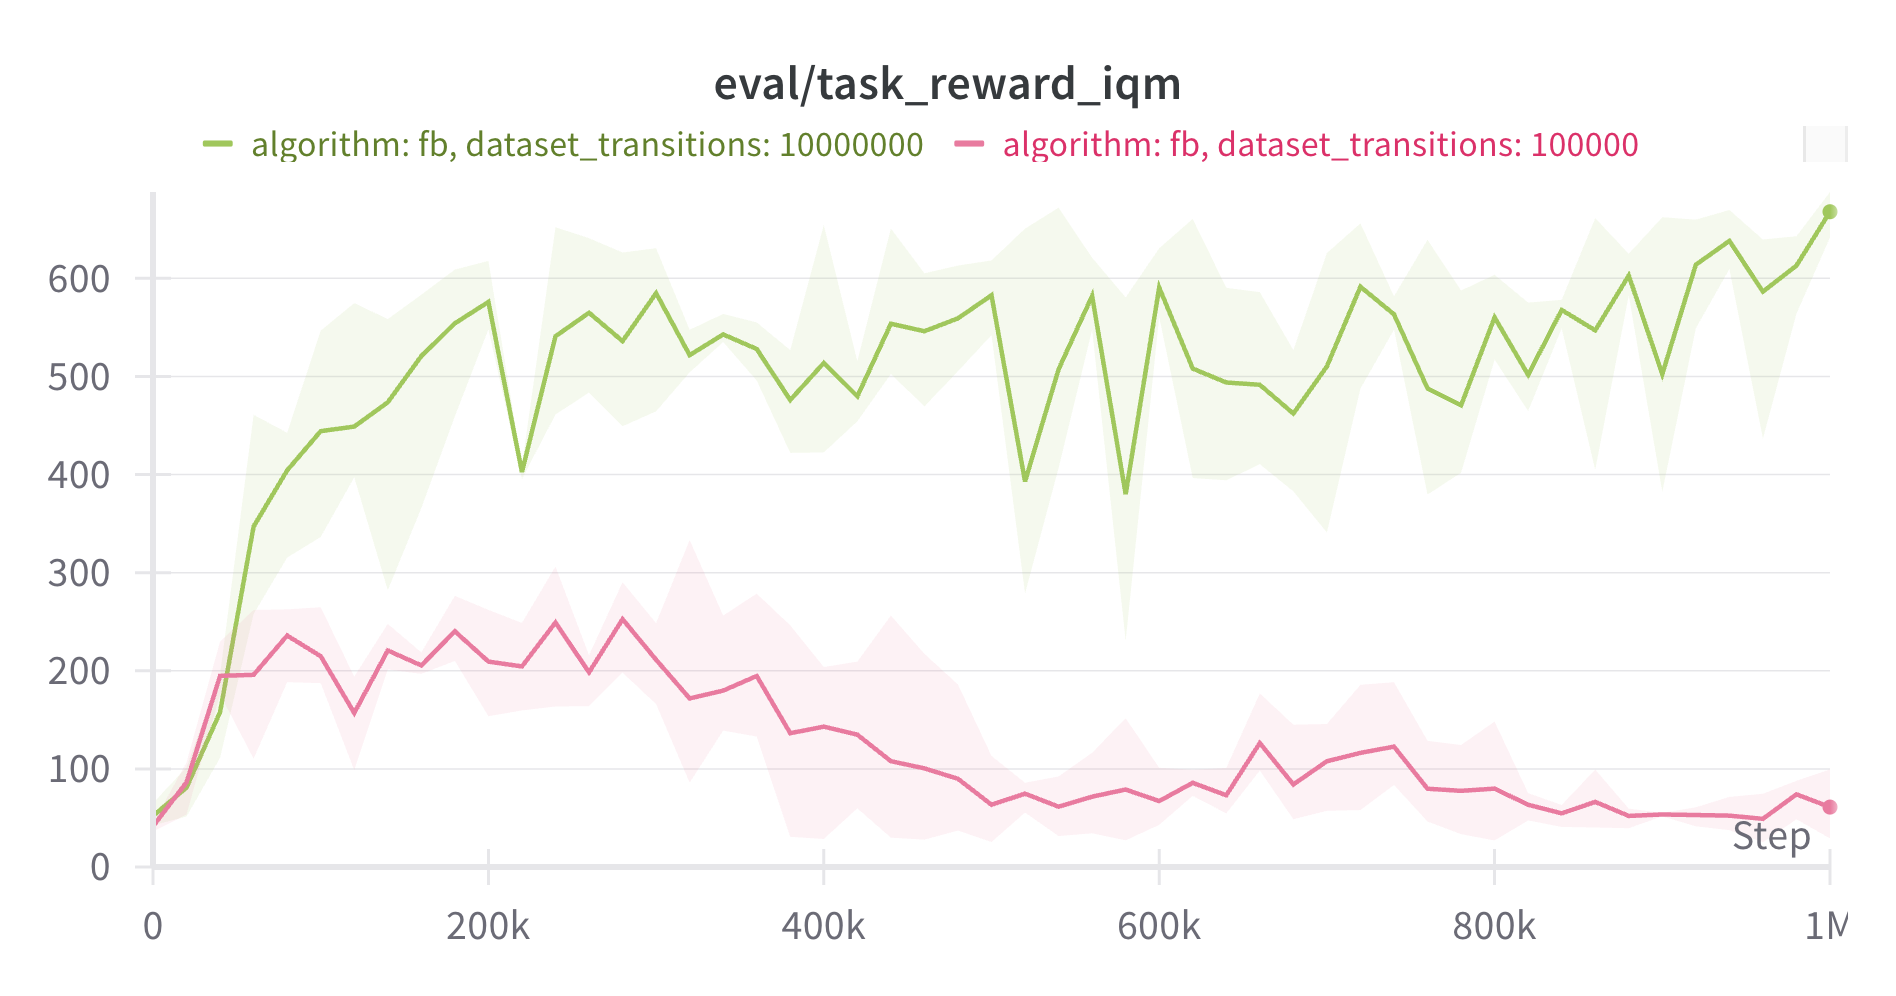 eval/task_reward_iqm
algorithm: fb, dataset_transitions: 10000000 algorithm: fb, dataset_transitions: 100000
600
500
400
300
200
100
0
Step
0 200k 400k 600k 800k 1M